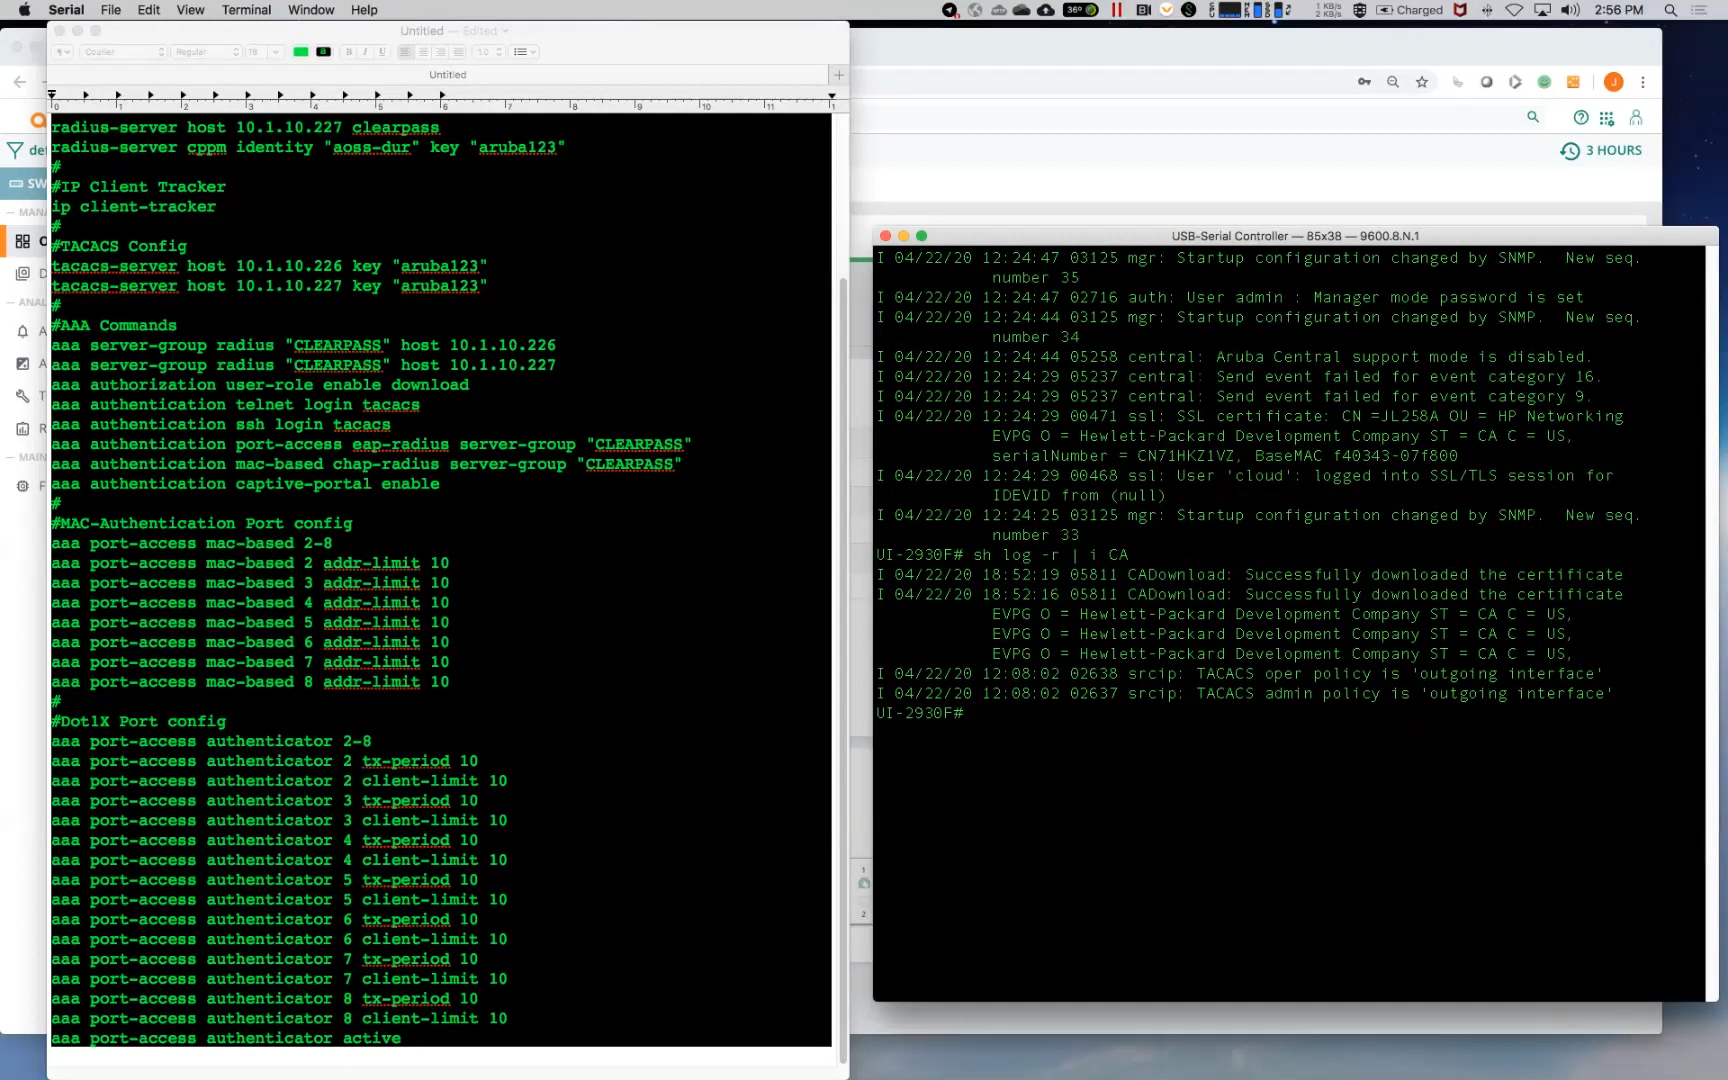 Serial File Edit View Terminal Window Help
36°
1 KB/s
2 KB/s
Charged
2:56 PM
Untitled — Edited
Courier Regular 18 B I U 1.0
Untitled
0 1 2 3 4 5 6 7 8 9 10 11
radius-server host 10.1.10.227 clearpass
radius-server cppm identity "aoss-dur" key "aruba123"
#
#IP Client Tracker
ip client-tracker
#
#TACACS Config
tacacs-server host 10.1.10.226 key "aruba123"
tacacs-server host 10.1.10.227 key "aruba123"
#
#AAA Commands
aaa server-group radius "CLEARPASS" host 10.1.10.226
aaa server-group radius "CLEARPASS" host 10.1.10.227
aaa authorization user-role enable download
aaa authentication telnet login tacacs
aaa authentication ssh login tacacs
aaa authentication port-access eap-radius server-group "CLEARPASS"
aaa authentication mac-based chap-radius server-group "CLEARPASS"
aaa authentication captive-portal enable
#
#MAC-Authentication Port config
aaa port-access mac-based 2-8
aaa port-access mac-based 2 addr-limit 10
aaa port-access mac-based 3 addr-limit 10
aaa port-access mac-based 4 addr-limit 10
aaa port-access mac-based 5 addr-limit 10
aaa port-access mac-based 6 addr-limit 10
aaa port-access mac-based 7 addr-limit 10
aaa port-access mac-based 8 addr-limit 10
#
#Dot1X Port config
aaa port-access authenticator 2-8
aaa port-access authenticator 2 tx-period 10
aaa port-access authenticator 2 client-limit 10
aaa port-access authenticator 3 tx-period 10
aaa port-access authenticator 3 client-limit 10
aaa port-access authenticator 4 tx-period 10
aaa port-access authenticator 4 client-limit 10
aaa port-access authenticator 5 tx-period 10
aaa port-access authenticator 5 client-limit 10
aaa port-access authenticator 6 tx-period 10
aaa port-access authenticator 6 client-limit 10
aaa port-access authenticator 7 tx-period 10
aaa port-access authenticator 7 client-limit 10
aaa port-access authenticator 8 tx-period 10
aaa port-access authenticator 8 client-limit 10
aaa port-access authenticator active
def
SW
MANA
ANAL
MAIN
J
3 HOURS
1
2
USB-Serial Controller — 85x38 — 9600.8.N.1
I 04/22/20 12:24:47 03125 mgr: Startup configuration changed by SNMP.  New seq.
number 35
I 04/22/20 12:24:47 02716 auth: User admin : Manager mode password is set
I 04/22/20 12:24:44 03125 mgr: Startup configuration changed by SNMP.  New seq.
number 34
I 04/22/20 12:24:44 05258 central: Aruba Central support mode is disabled.
I 04/22/20 12:24:29 05237 central: Send event failed for event category 16.
I 04/22/20 12:24:29 05237 central: Send event failed for event category 9.
I 04/22/20 12:24:29 00471 ssl: SSL certificate: CN =JL258A OU = HP Networking
EVPG O = Hewlett-Packard Development Company ST = CA C = US,
serialNumber = CN71HKZ1VZ, BaseMAC f40343-07f800
I 04/22/20 12:24:29 00468 ssl: User 'cloud': logged into SSL/TLS session for
IDEVID from (null)
I 04/22/20 12:24:25 03125 mgr: Startup configuration changed by SNMP.  New seq.
number 33
UI-2930F# sh log -r | i CA
I 04/22/20 18:52:19 05811 CADownload: Successfully downloaded the certificate
I 04/22/20 18:52:16 05811 CADownload: Successfully downloaded the certificate
EVPG O = Hewlett-Packard Development Company ST = CA C = US,
EVPG O = Hewlett-Packard Development Company ST = CA C = US,
EVPG O = Hewlett-Packard Development Company ST = CA C = US,
I 04/22/20 12:08:02 02638 srcip: TACACS oper policy is 'outgoing interface'
I 04/22/20 12:08:02 02637 srcip: TACACS admin policy is 'outgoing interface'
UI-2930F#